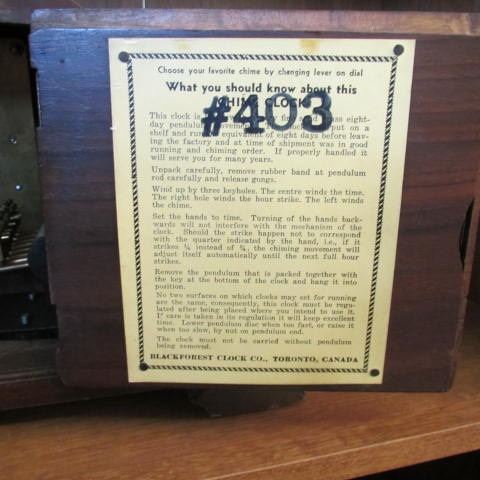 Choose your favorite chime by changing lever on dial
What you should know about this
CHIME CLOCK
#403
This clock is
day pendulum movement put on a
shelf and run equivalent of eight days before leav-
ing the factory and at time of shipment was in good
running and chiming order. If properly handled it
will serve you for many years.
Unpack carefully, remove rubber band at pendulum
rod carefully and release gongs.
Wind up by three keyholes. The centre winds the time.
The right hole winds the hour strike. The left winds
the chime.
Set the hands to time. Turning of the hands back-
wards will not interfere with the mechanism of the
clock. Should the strike happen not to correspond
with the quarter indicated by the hand, i.e., if it
strikes ¼ instead of ¾, the chiming movement will
adjust itself automatically until the next full hour
strikes.
Remove the pendulum that is packed together with
the key at the bottom of the clock and hang it into
position.
No two surfaces on which clocks may set for running
are the same, consequently, this clock must be regu-
lated after being placed where you intend to use it.
If care is taken in its regulation it will keep excellent
time. Lower pendulum disc when too fast, or raise it
when too slow, by nut on pendulum end.
The clock must not be carried without pendulum
being removed.
BLACKFOREST CLOCK CO., TORONTO, CANADA